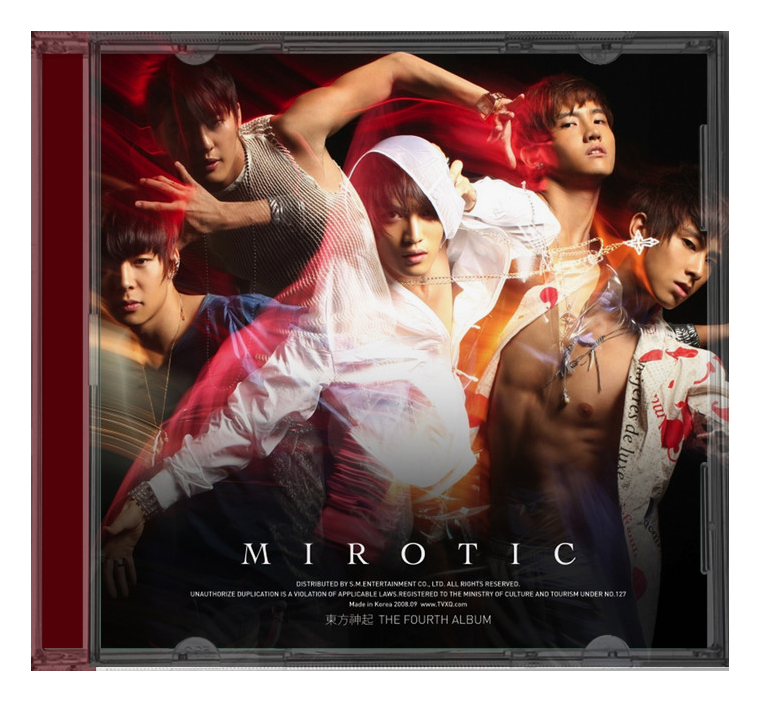 MIROTIC
DISTRIBUTED BY S.M.ENTERTAINMENT CO., LTD. ALL RIGHTS RESERVED.
UNAUTHORIZE DUPLICATION IS A VIOLATION OF APPLICABLE LAWS.REGISTERED TO THE MINISTRY OF CULTURE AND TOURISM UNDER NO.127
Made in Korea 2008.09 www.TVXQ.com
東方神起 THE FOURTH ALBUM
de luxe